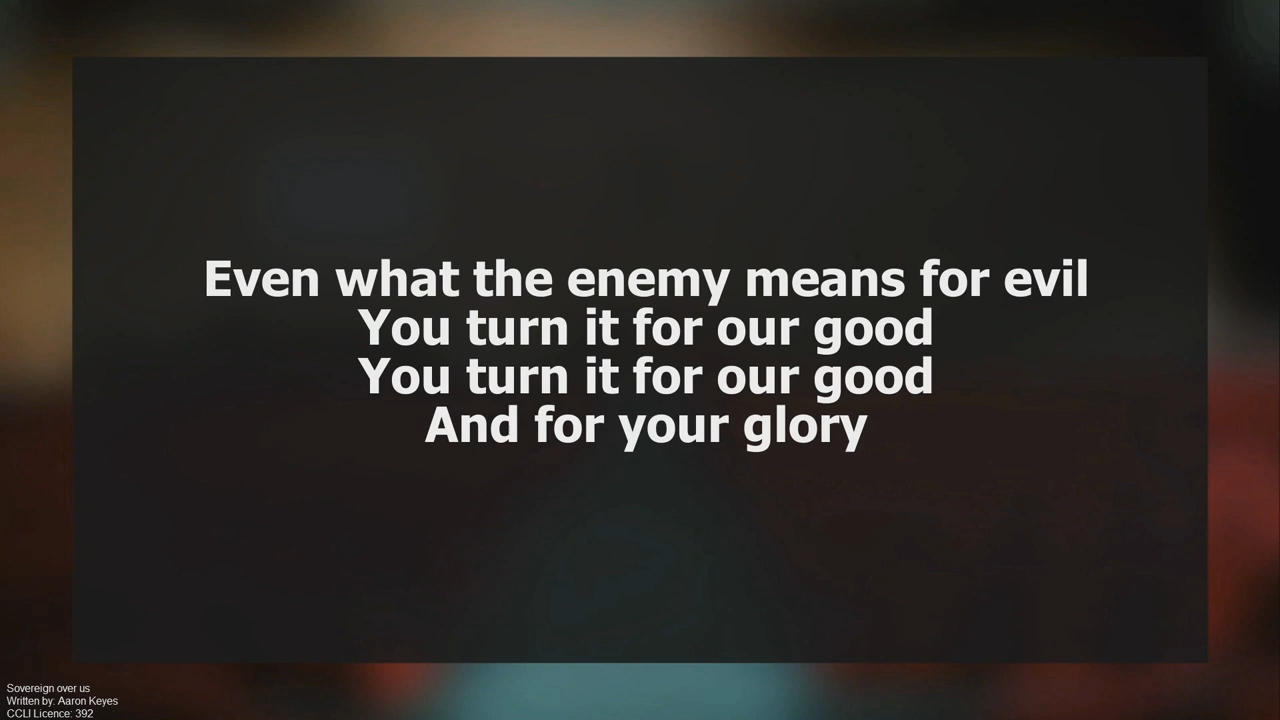 Even what the enemy means for evil
You turn it for our good
You turn it for our good
And for your glory
Sovereign over us
Written by: Aaron Keyes
CCLI Licence: 392